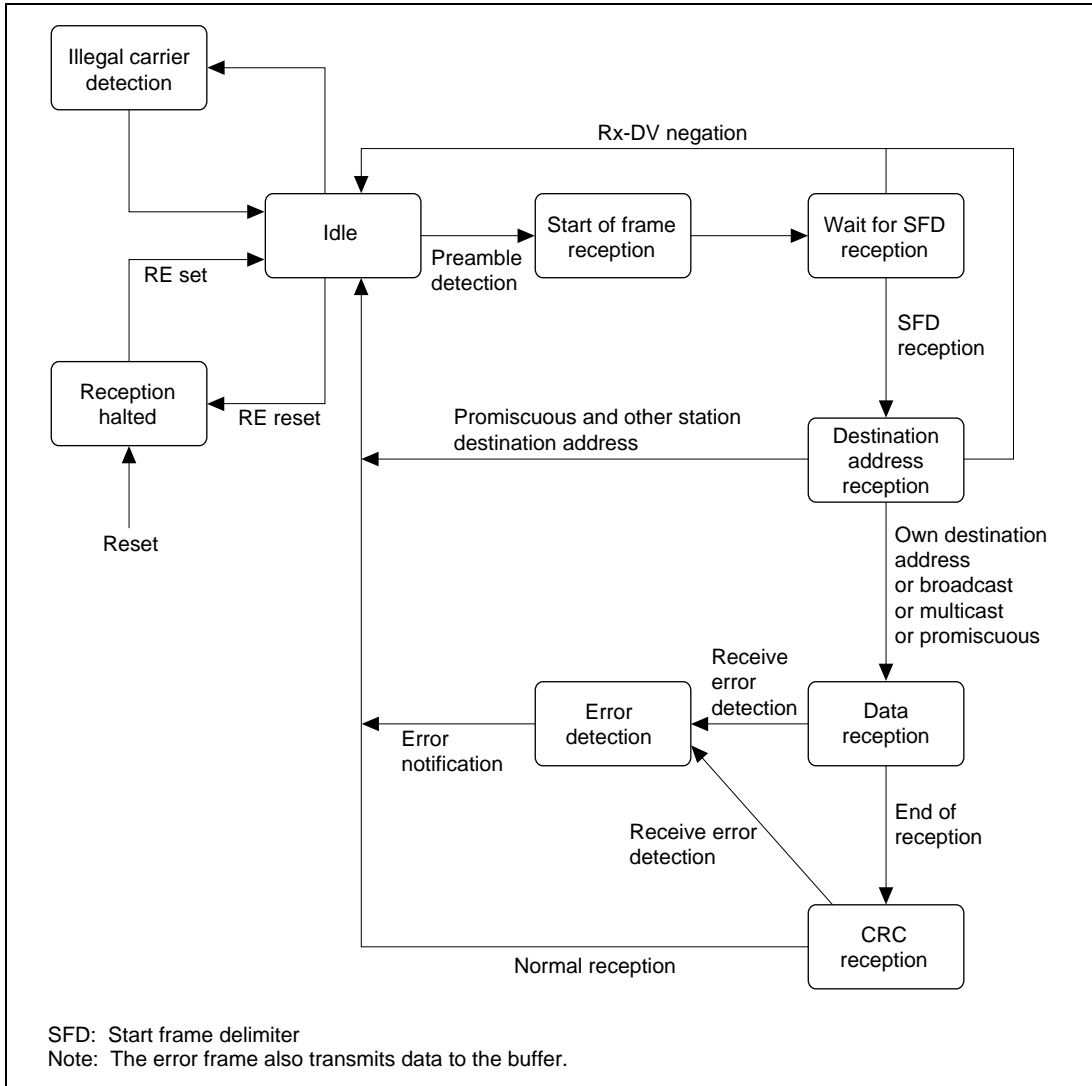 Illegal carrier
detection
Rx-DV negation
Idle
Start of frame
reception
Wait for SFD
reception
Preamble
detection
RE set
SFD
reception
Reception
halted
RE reset
Promiscuous and other station
destination address
Destination
address
reception
Reset
Own destination
address
or broadcast
or multicast
or promiscuous
Receive
error
detection
Error
detection
Data
reception
Error
notification
End of
reception
Receive error
detection
CRC
reception
Normal reception
SFD: Start frame delimiter
Note: The error frame also transmits data to the buffer.